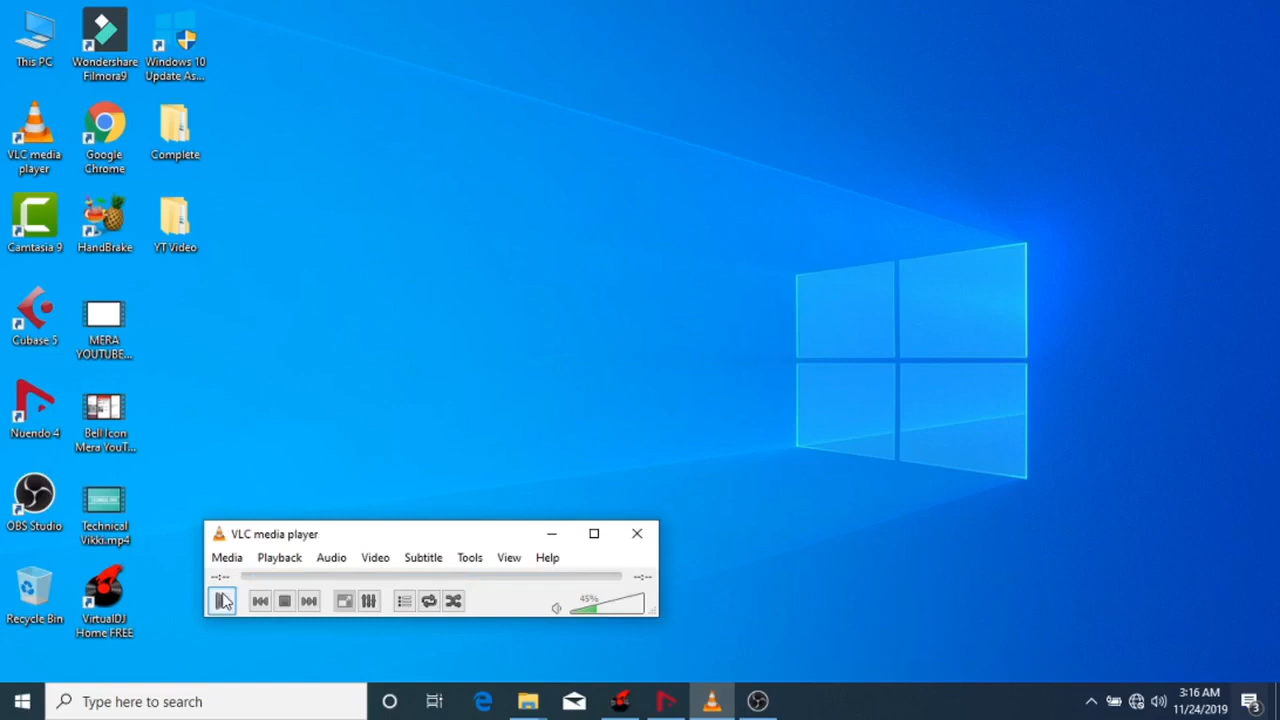 This PC
Wondershare
Filmora9
Windows 10
Update As...
VLC media
player
Google
Chrome
Complete
Camtasia 9
HandBrake
YT Video
Cubase 5
MERA
YOUTUBE...
Nuendo 4
Bell Icon
Mera YouT...
OBS Studio
Technical
Vikki.mp4
Recycle Bin
VirtualDJ
Home FREE
VLC media player
Media Playback Audio Video Subtitle Tools View Help
--:-- --:--
45%
Type here to search
3:16 AM
11/24/2019
3